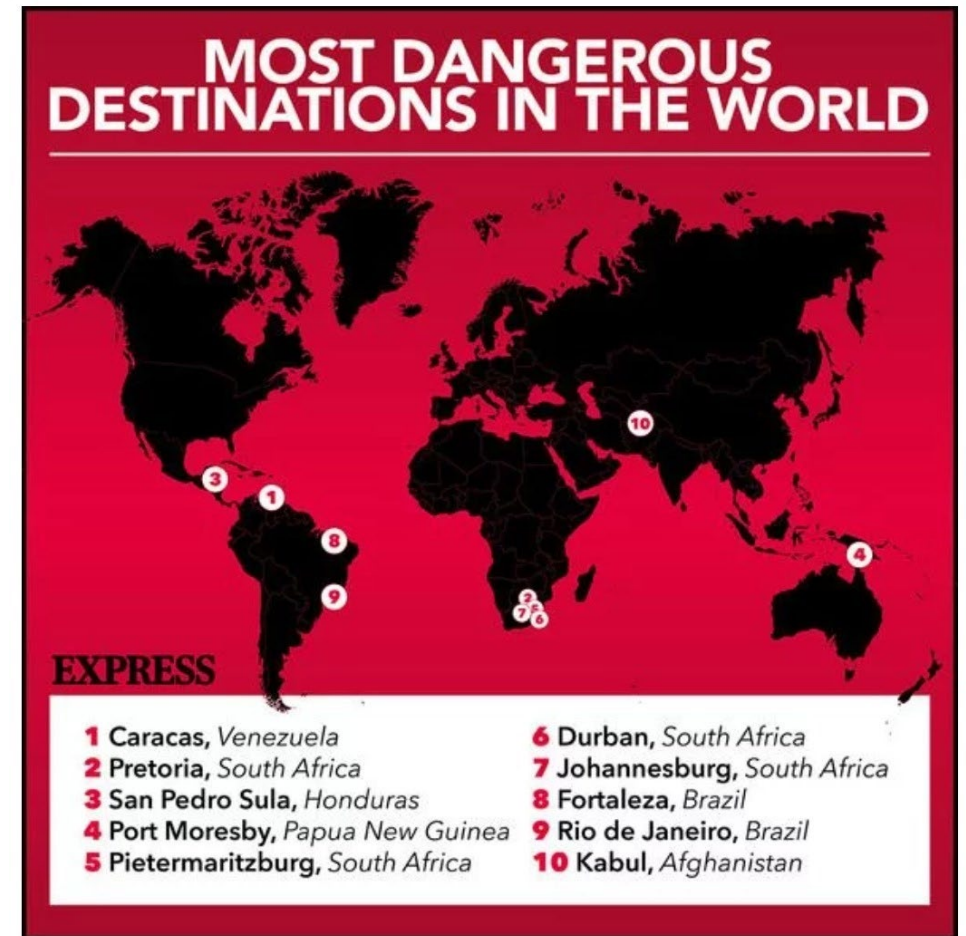 MOST DANGEROUS
DESTINATIONS IN THE WORLD
3
1
8
9
10
4
2
5
7
6
EXPRESS
1 Caracas, Venezuela
2 Pretoria, South Africa
3 San Pedro Sula, Honduras
4 Port Moresby, Papua New Guinea
5 Pietermaritzburg, South Africa
6 Durban, South Africa
7 Johannesburg, South Africa
8 Fortaleza, Brazil
9 Rio de Janeiro, Brazil
10 Kabul, Afghanistan